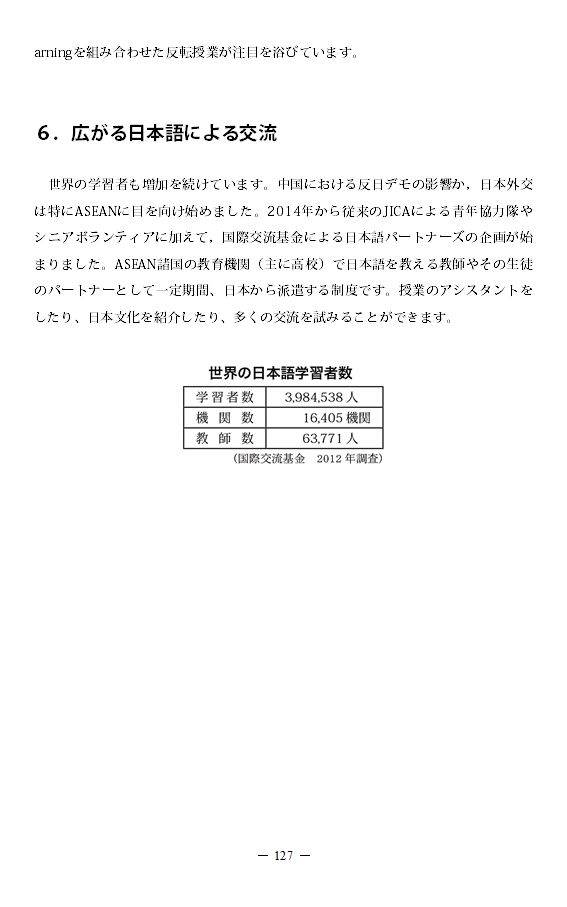 arningを組み合わせた反転授業が注目を浴びています。
６．広がる日本語による交流
世界の学習者も増加を続けています。中国における反日デモの影響か，日本外交
は特にASEANに目を向け始めました。2014年から従来のJICAによる青年協力隊や
シニアボランティアに加えて，国際交流基金による日本語パートナーズの企画が始
まりました。ASEAN諸国の教育機関（主に高校）で日本語を教える教師やその生徒
のパートナーとして一定期間、日本から派遣する制度です。授業のアシスタントを
したり、日本文化を紹介したり、多くの交流を試みることができます。
世界の日本語学習者数
学習者数 3,984,538 人
機関数 16,405 機関
教師数 63,771 人
（国際交流基金　2012 年調査）
― 127 ―